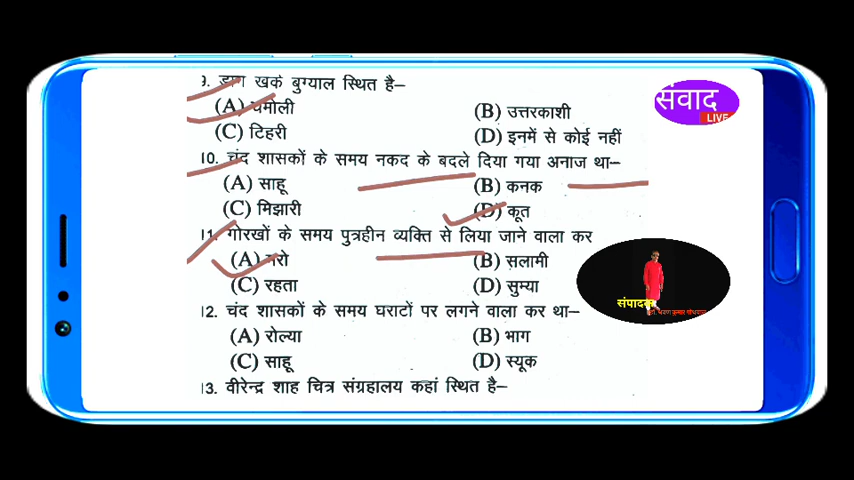 9. डाग खर्क बुग्याल स्थित है–
(A) चमोली (B) उत्तरकाशी
(C) टिहरी (D) इनमें से कोई नहीं
10. चंद शासकों के समय नकद के बदले दिया गया अनाज था–
(A) साहू (B) कनक
(C) मिझारी (D) कूत
11. गोरखों के समय पुत्रहीन व्यक्ति से लिया जाने वाला कर
(A) मरो (B) सलामी
(C) रहता (D) सुम्या
12. चंद शासकों के समय घराटों पर लगने वाला कर था–
(A) रोल्या (B) भाग
(C) साहू (D) स्यूक
13. वीरेन्द्र शाह चित्र संग्रहालय कहां स्थित है–
संवाद
LIVE
संपादक
कुमार